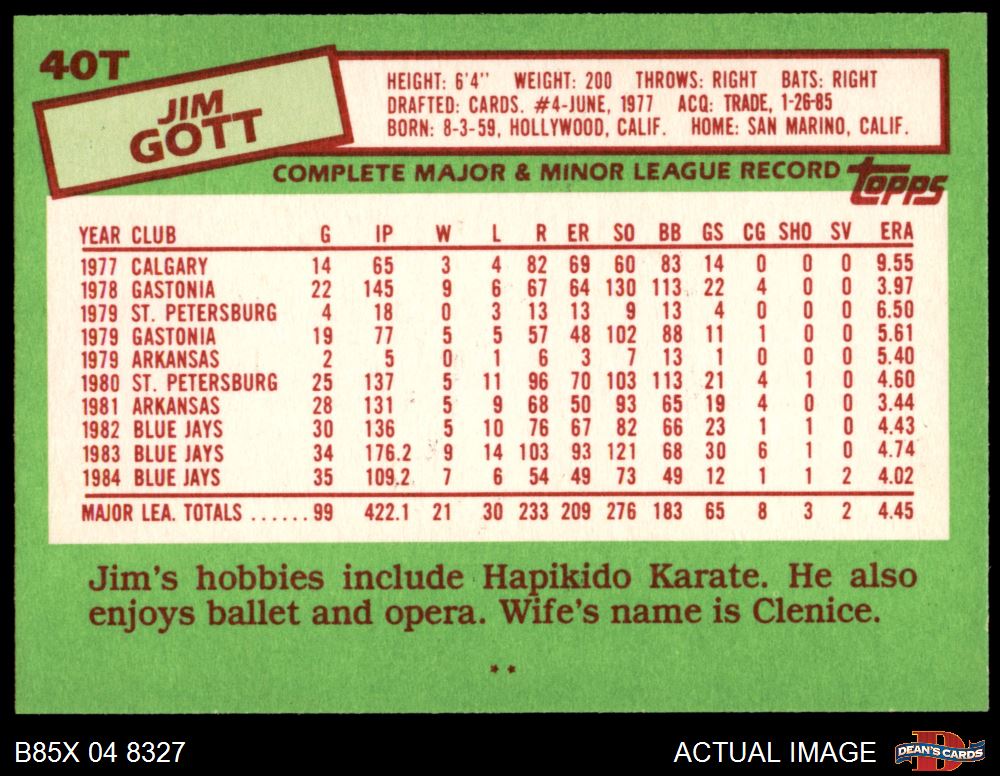 40T
JIM
GOTT
HEIGHT: 6'4" WEIGHT: 200 THROWS: RIGHT BATS: RIGHT
DRAFTED: CARDS. #4-JUNE, 1977 ACQ: TRADE, 1-26-85
BORN: 8-3-59, HOLLYWOOD, CALIF. HOME: SAN MARINO, CALIF.
COMPLETE MAJOR & MINOR LEAGUE RECORD topps
YEAR CLUB G IP W L R ER SO BB GS CG SHO SV ERA
1977 CALGARY 14 65 3 4 82 69 60 83 14 0 0 0 9.55
1978 GASTONIA 22 145 9 6 67 64 130 113 22 4 0 0 3.97
1979 ST. PETERSBURG 4 18 0 3 13 13 9 13 4 0 0 0 6.50
1979 GASTONIA 19 77 5 5 57 48 102 88 11 1 0 0 5.61
1979 ARKANSAS 2 5 0 1 6 3 7 13 1 0 0 0 5.40
1980 ST. PETERSBURG 25 137 5 11 96 70 103 113 21 4 1 0 4.60
1981 ARKANSAS 28 131 5 9 68 50 93 65 19 4 0 0 3.44
1982 BLUE JAYS 30 136 5 10 76 67 82 66 23 1 1 0 4.43
1983 BLUE JAYS 34 176.2 9 14 103 93 121 68 30 6 1 0 4.74
1984 BLUE JAYS 35 109.2 7 6 54 49 73 49 12 1 1 2 4.02
MAJOR LEA. TOTALS ...... 99 422.1 21 30 233 209 276 183 65 8 3 2 4.45
Jim's hobbies include Hapikido Karate. He also
enjoys ballet and opera. Wife's name is Clenice.
**
B85X 04 8327 ACTUAL IMAGE D DEAN'S CARDS